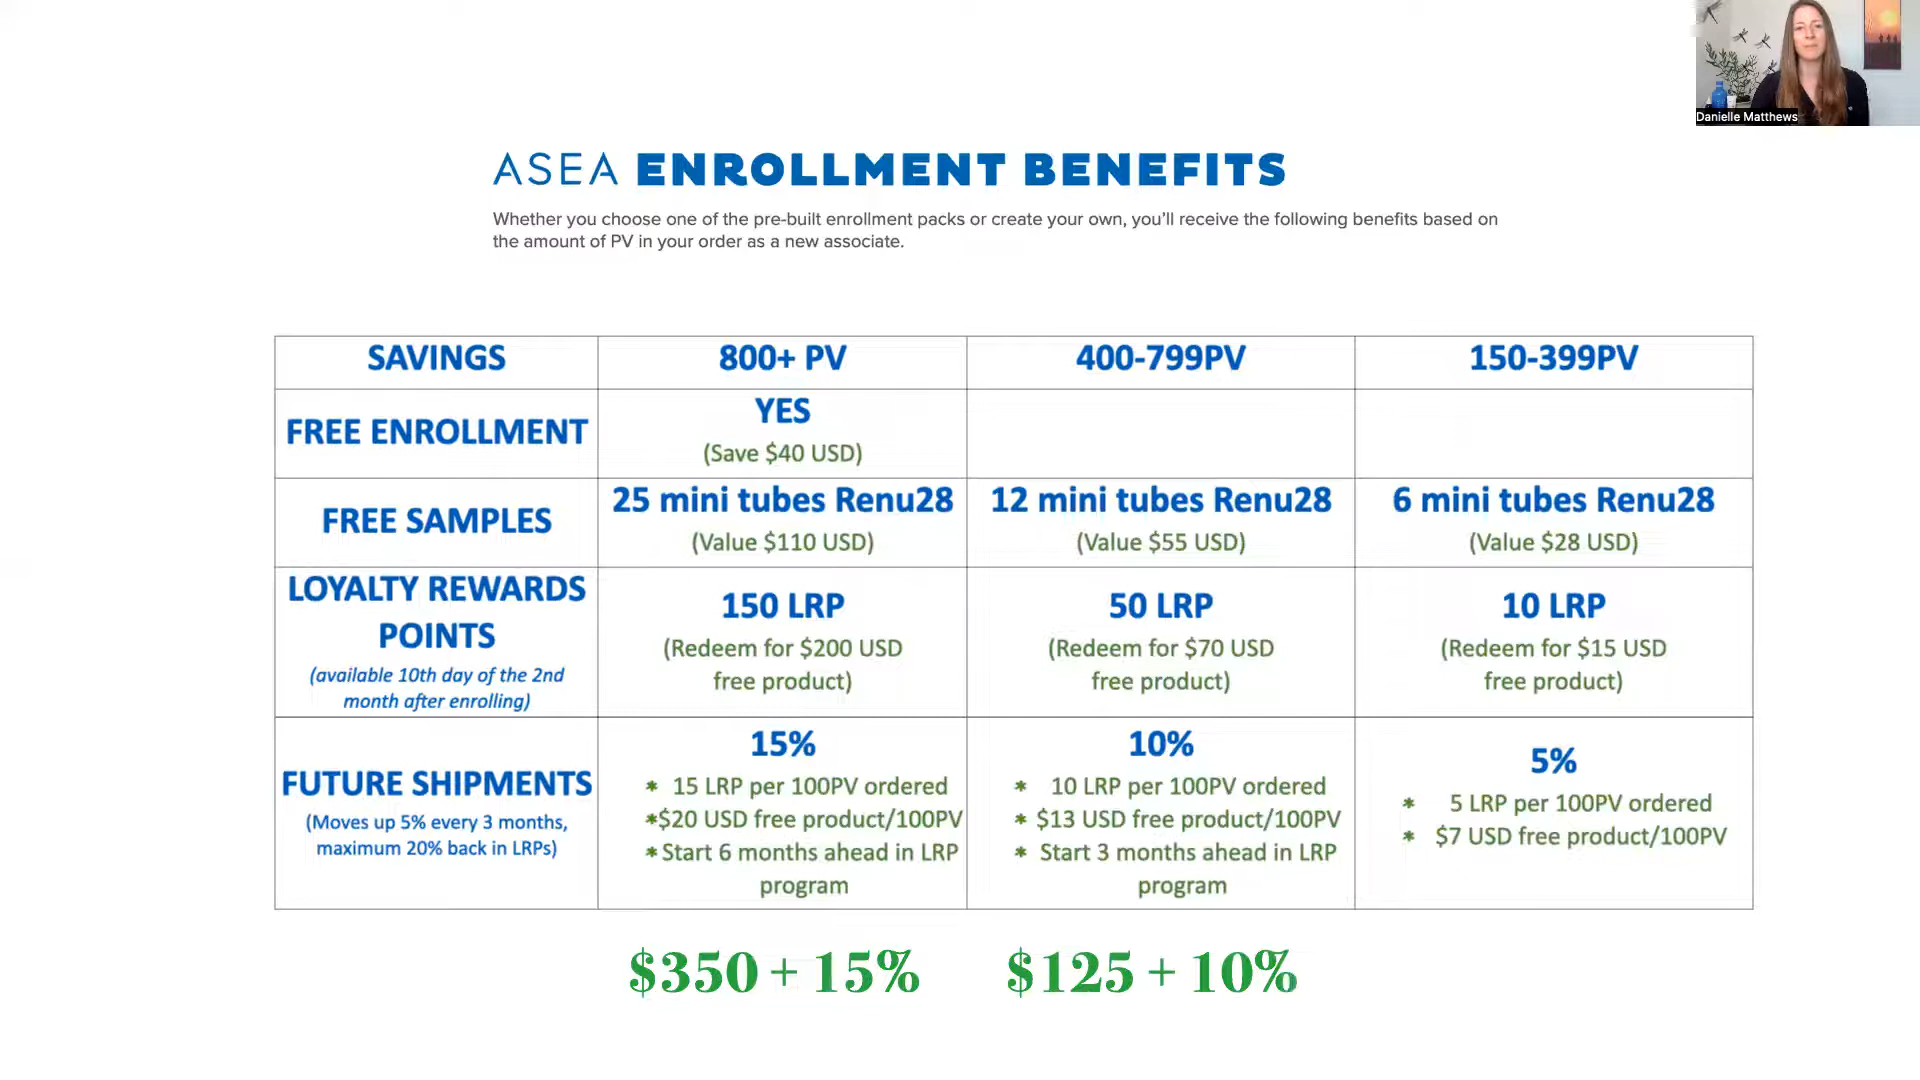 Danielle Matthews
ASEA ENROLLMENT BENEFITS
Whether you choose one of the pre-built enrollment packs or create your own, you'll receive the following benefits based on
the amount of PV in your order as a new associate.
SAVINGS
800+ PV
400-799PV
150-399PV
FREE ENROLLMENT
YES
(Save $40 USD)
FREE SAMPLES
25 mini tubes Renu28
(Value $110 USD)
12 mini tubes Renu28
(Value $55 USD)
6 mini tubes Renu28
(Value $28 USD)
LOYALTY REWARDS
POINTS
(available 10th day of the 2nd
month after enrolling)
150 LRP
(Redeem for $200 USD
free product)
50 LRP
(Redeem for $70 USD
free product)
10 LRP
(Redeem for $15 USD
free product)
FUTURE SHIPMENTS
(Moves up 5% every 3 months,
maximum 20% back in LRPs)
15%
* 15 LRP per 100PV ordered
*$20 USD free product/100PV
* Start 6 months ahead in LRP
program
10%
* 10 LRP per 100PV ordered
* $13 USD free product/100PV
* Start 3 months ahead in LRP
program
5%
* 5 LRP per 100PV ordered
* $7 USD free product/100PV
$350 + 15%
$125 + 10%